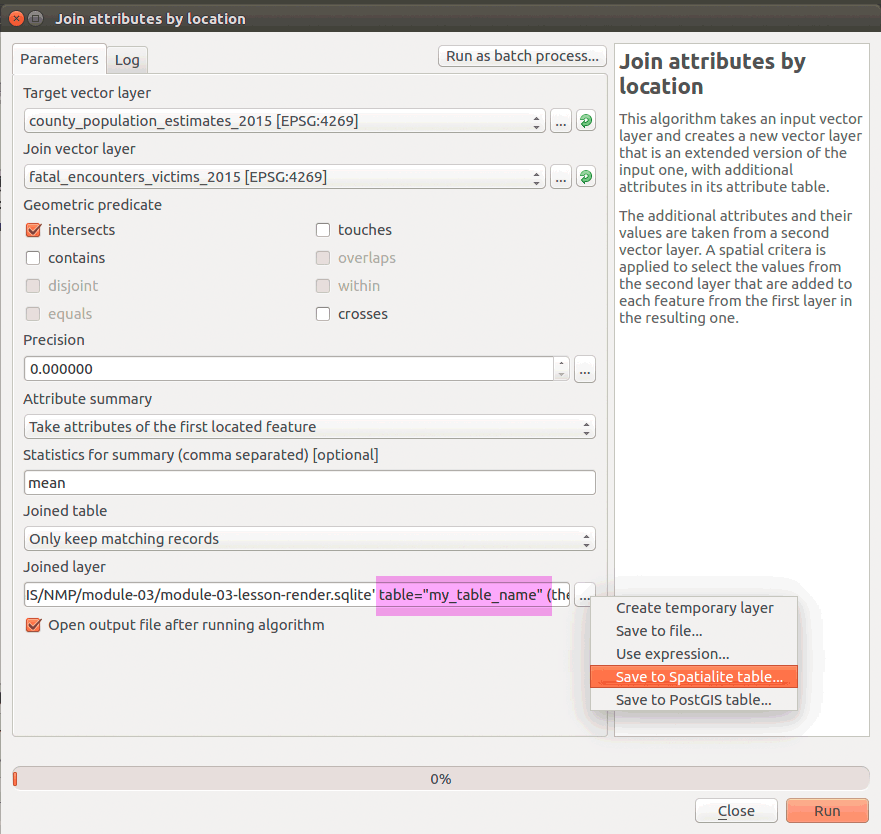 Join attributes by location
Parameters
Log
Run as batch process...
Target vector layer
county_population_estimates_2015 [EPSG:4269]
...
Join vector layer
fatal_encounters_victims_2015 [EPSG:4269]
...
Geometric predicate
intersects
touches
contains
overlaps
disjoint
within
equals
crosses
Precision
0.000000
...
Attribute summary
Take attributes of the first located feature
Statistics for summary (comma separated) [optional]
mean
Joined table
Only keep matching records
Joined layer
IS/NMP/module-03/module-03-lesson-render.sqlite' table="my_table_name" (the
...
Open output file after running algorithm
Create temporary layer
Save to file...
Use expression...
Save to Spatialite table...
Save to PostGIS table...
Join attributes by
location
This algorithm takes an input vector
layer and creates a new vector layer
that is an extended version of the
input one, with additional
attributes in its attribute table.
The additional attributes and their
values are taken from a second
vector layer. A spatial critera is
applied to select the values from
the second layer that are added to
each feature from the first layer in
the resulting one.
0%
Close
Run